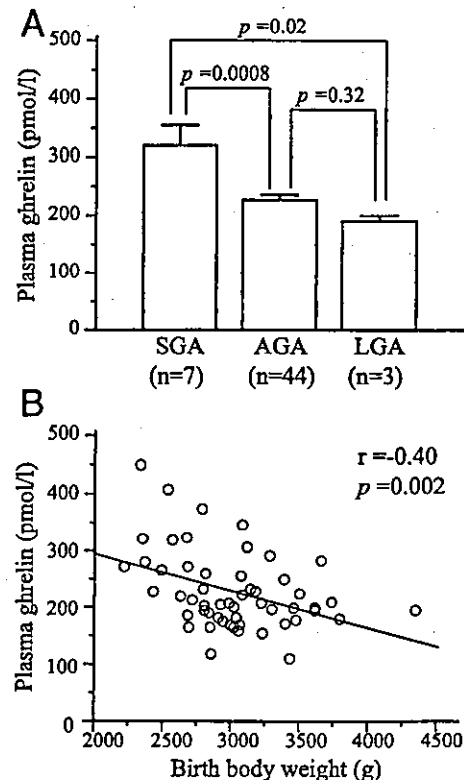 A
p =0.02
500
p =0.0008
400
p =0.32
300
200
100
0
Plasma ghrelin (pmol/l)
SGA AGA LGA
(n=7) (n=44) (n=3)
B
500
r =-0.40
400
p =0.002
300
200
100
0
Plasma ghrelin (pmol/l)
2000 2500 3000 3500 4000 4500
Birth body weight (g)